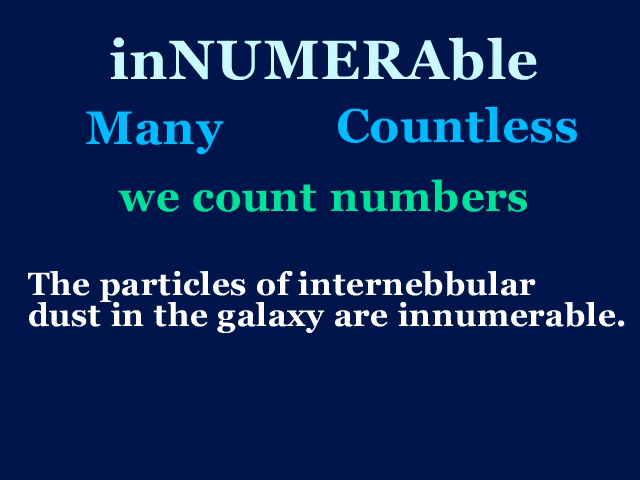 inNUMERAble
Many Countless
we count numbers
The particles of internebbular
dust in the galaxy are innumerable.